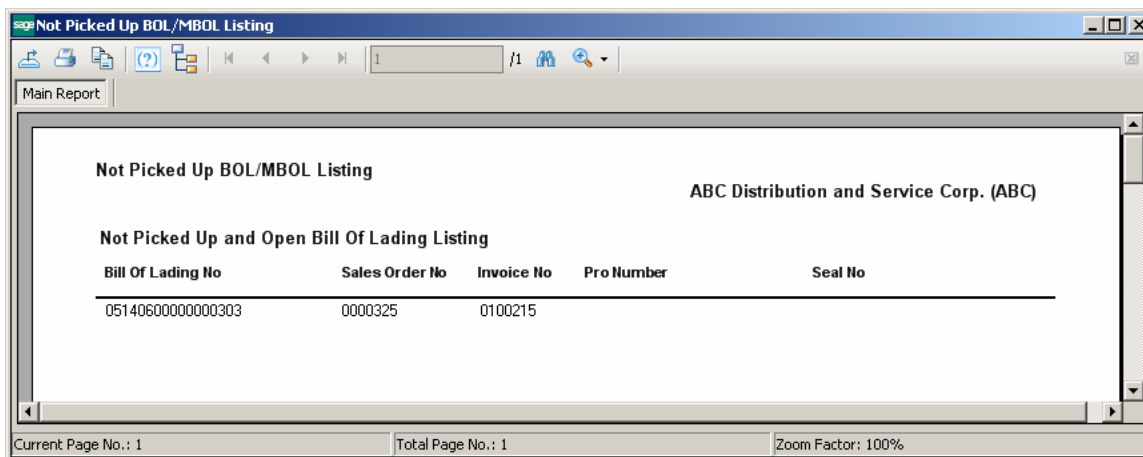 sage Not Picked Up BOL/MBOL Listing
1 /1
Main Report
Not Picked Up BOL/MBOL Listing
ABC Distribution and Service Corp. (ABC)
Not Picked Up and Open Bill Of Lading Listing
Bill Of Lading No Sales Order No Invoice No Pro Number Seal No
05140600000000303 0000325 0100215
Current Page No.: 1 Total Page No.: 1 Zoom Factor: 100%